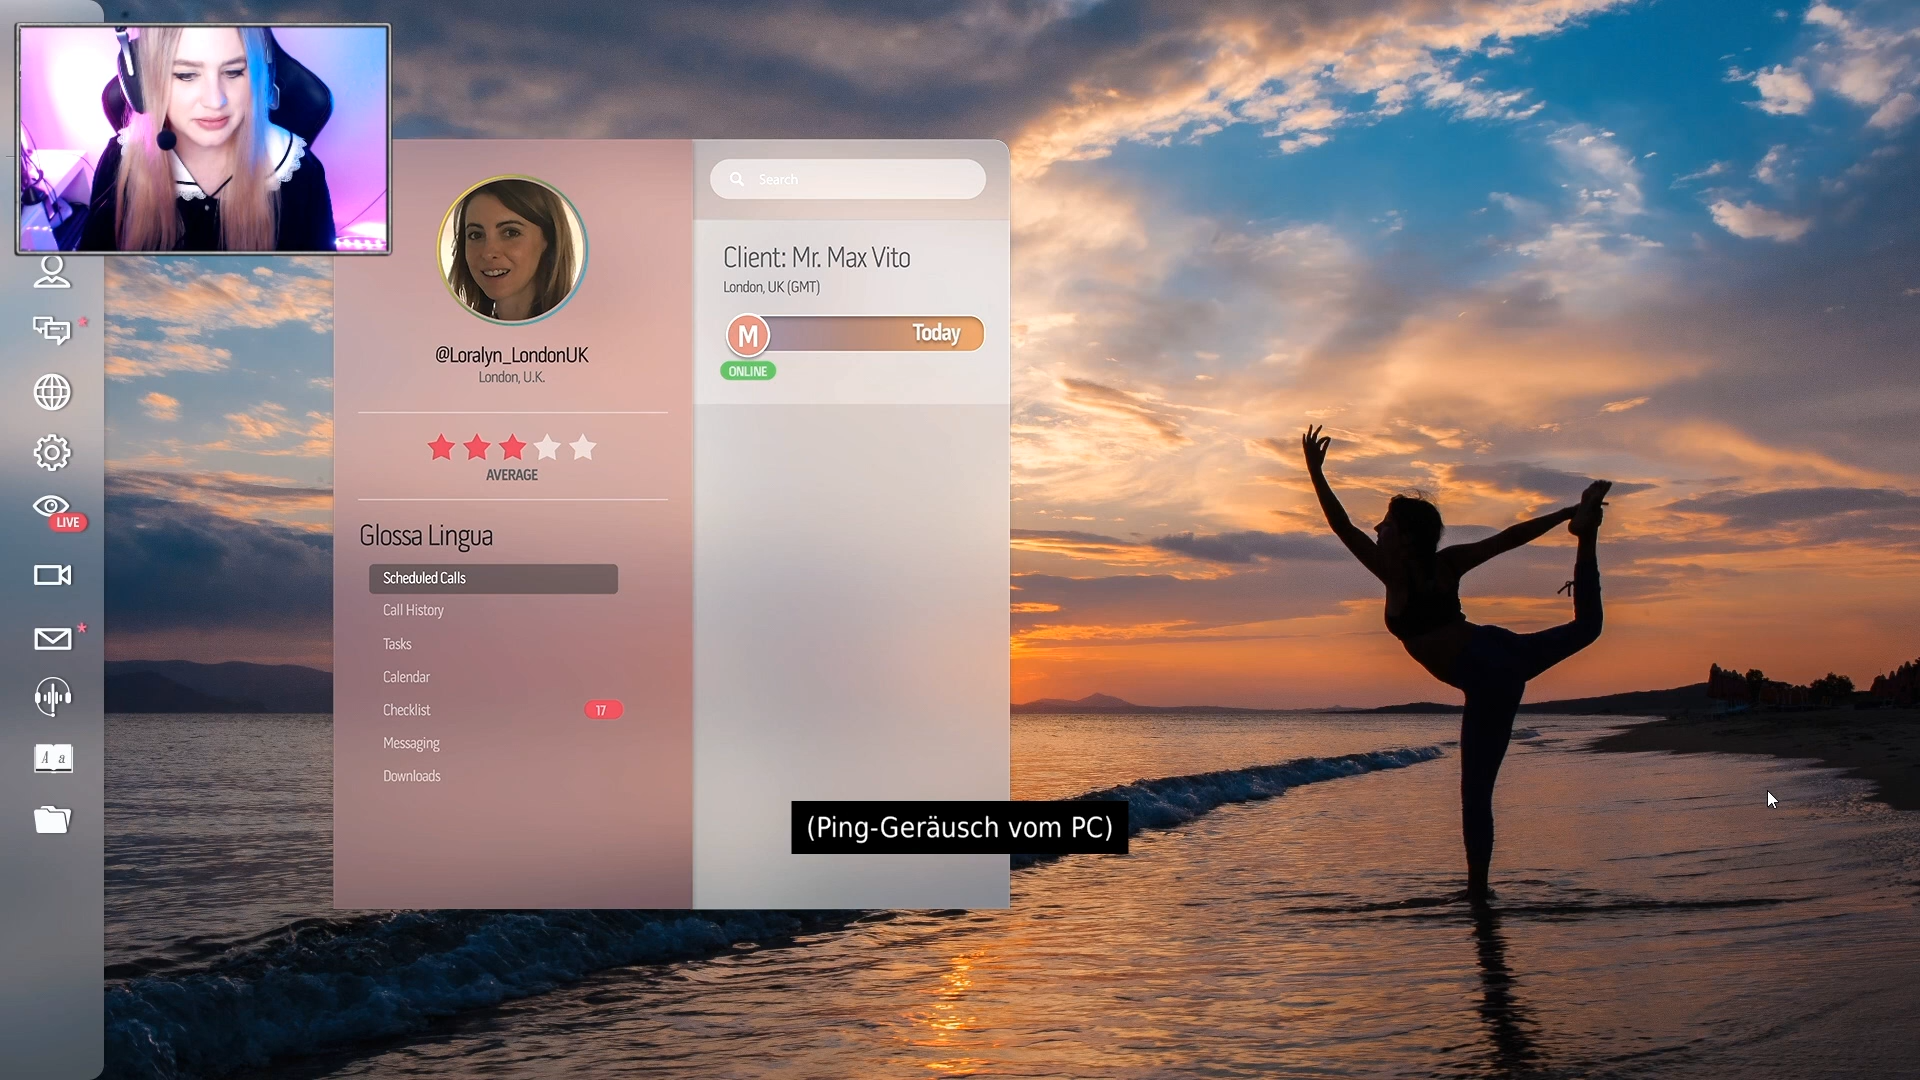 @Loralyn_LondonUK
London, U.K.
AVERAGE
Glossa Lingua
Scheduled Calls
Call History
Tasks
Calendar
Checklist
17
Messaging
Downloads
Search
Client: Mr. Max Vito
London, UK (GMT)
M
Today
ONLINE
LIVE
A a
(Ping-Geräusch vom PC)